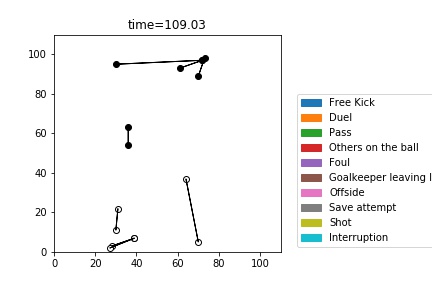 time=109.03
100
80
60
40
20
0
0 20 40 60 80 100
Free Kick
Duel
Pass
Others on the ball
Foul
Goalkeeper leaving l
Offside
Save attempt
Shot
Interruption